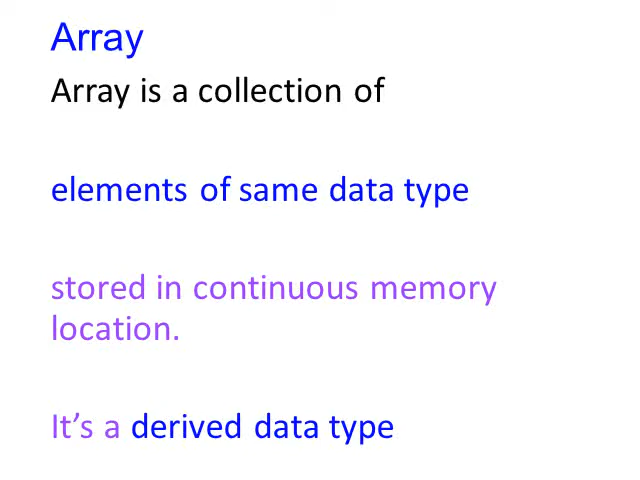 Array
Array is a collection of
elements of same data type
stored in continuous memory
location.
It’s a derived data type